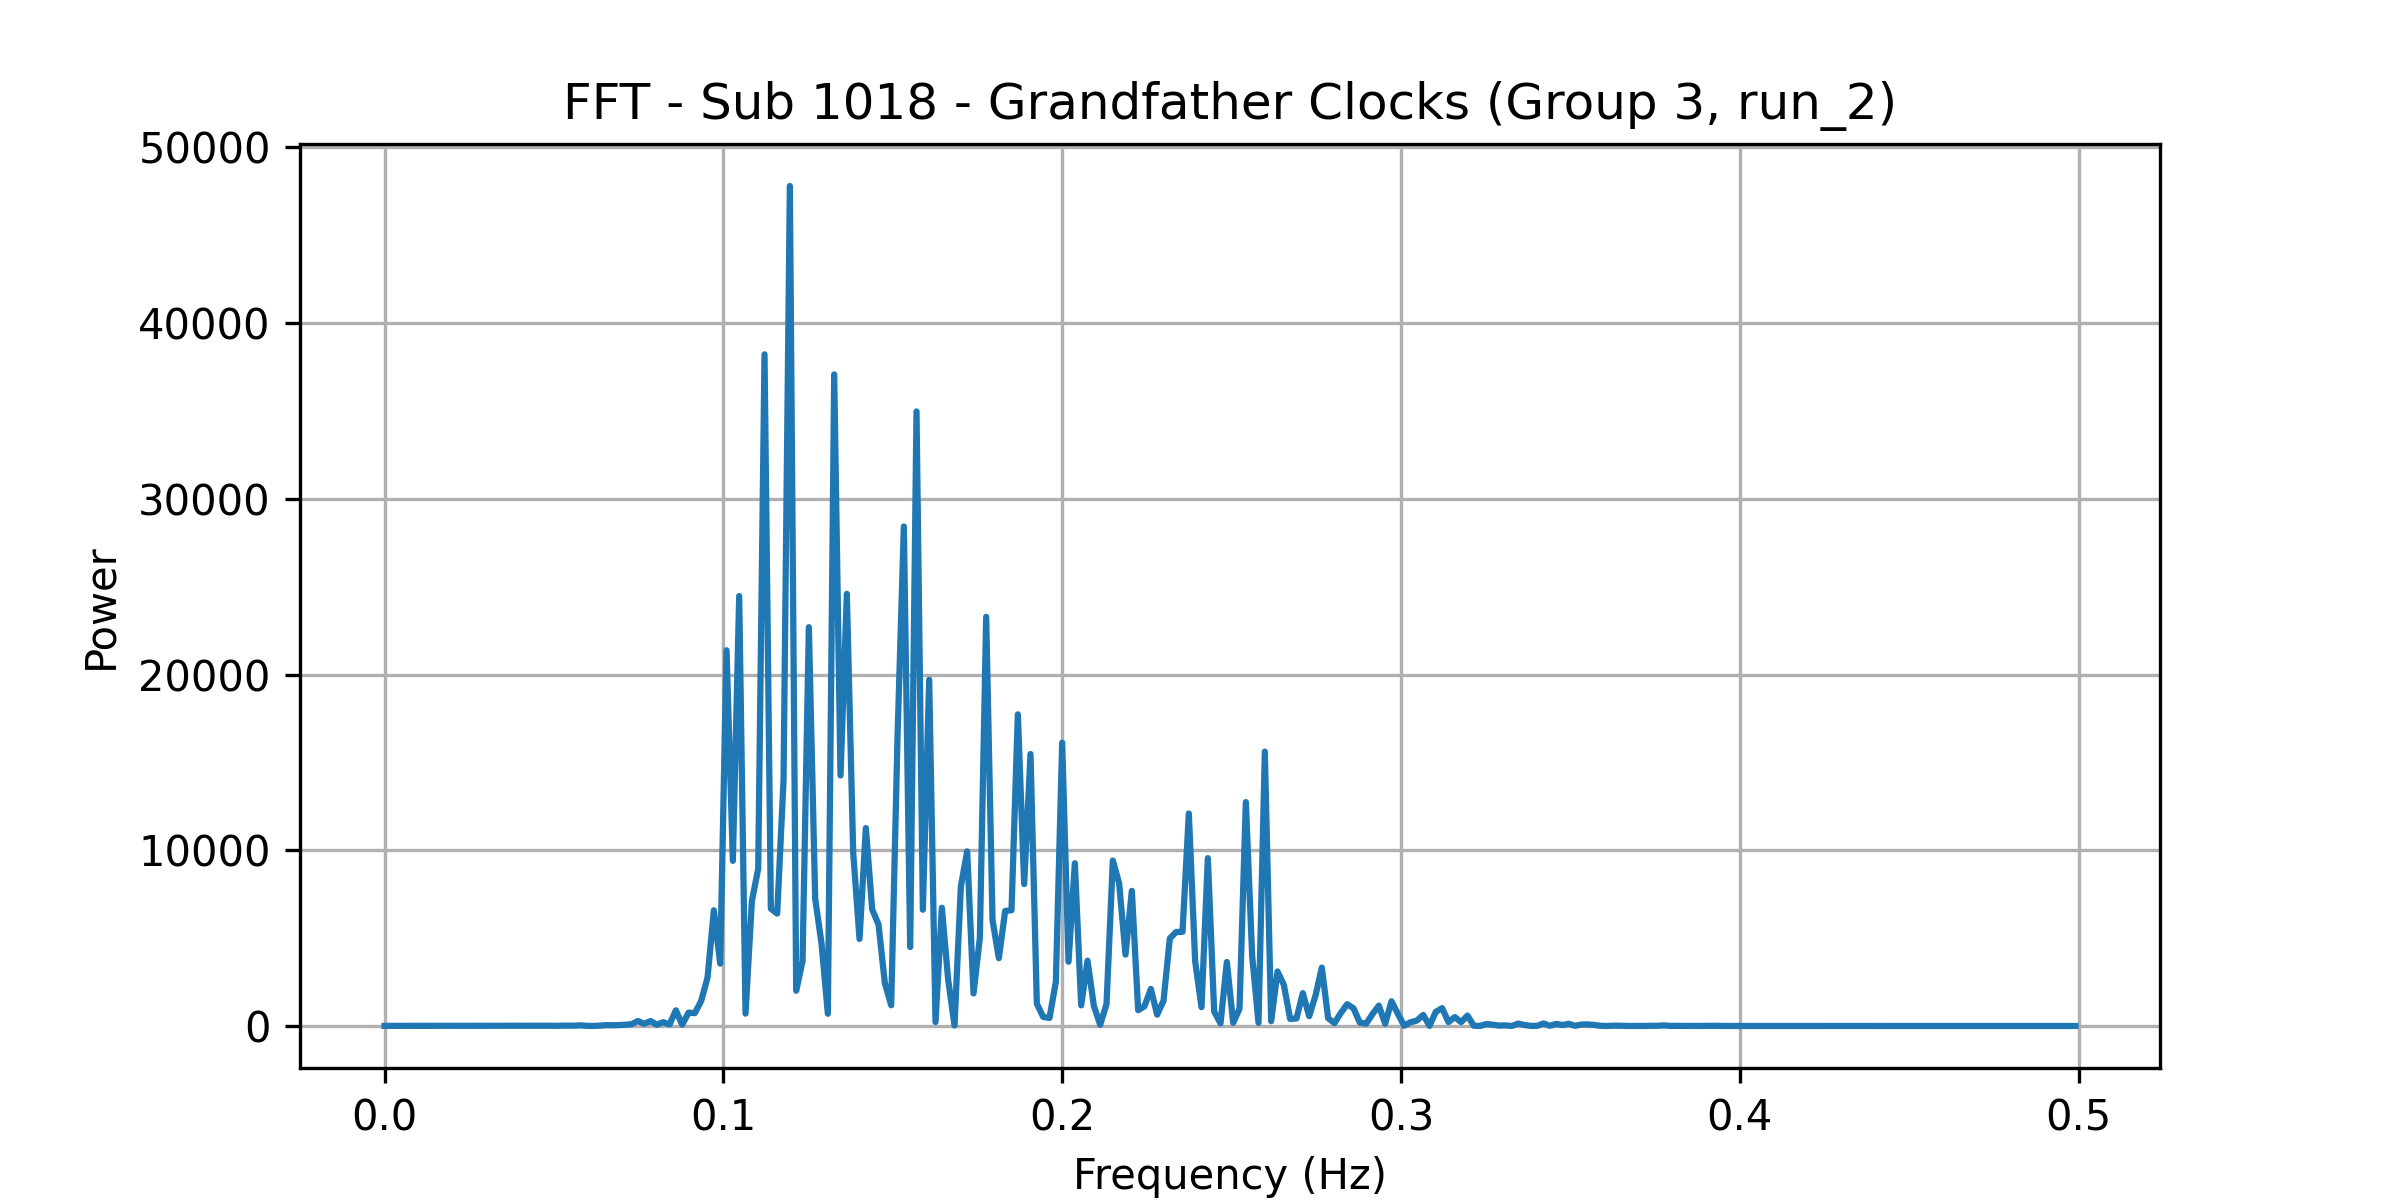 FFT - Sub 1018 - Grandfather Clocks (Group 3, run_2)
50000
40000
30000
20000
10000
0
Power
0.0 0.1 0.2 0.3 0.4 0.5
Frequency (Hz)